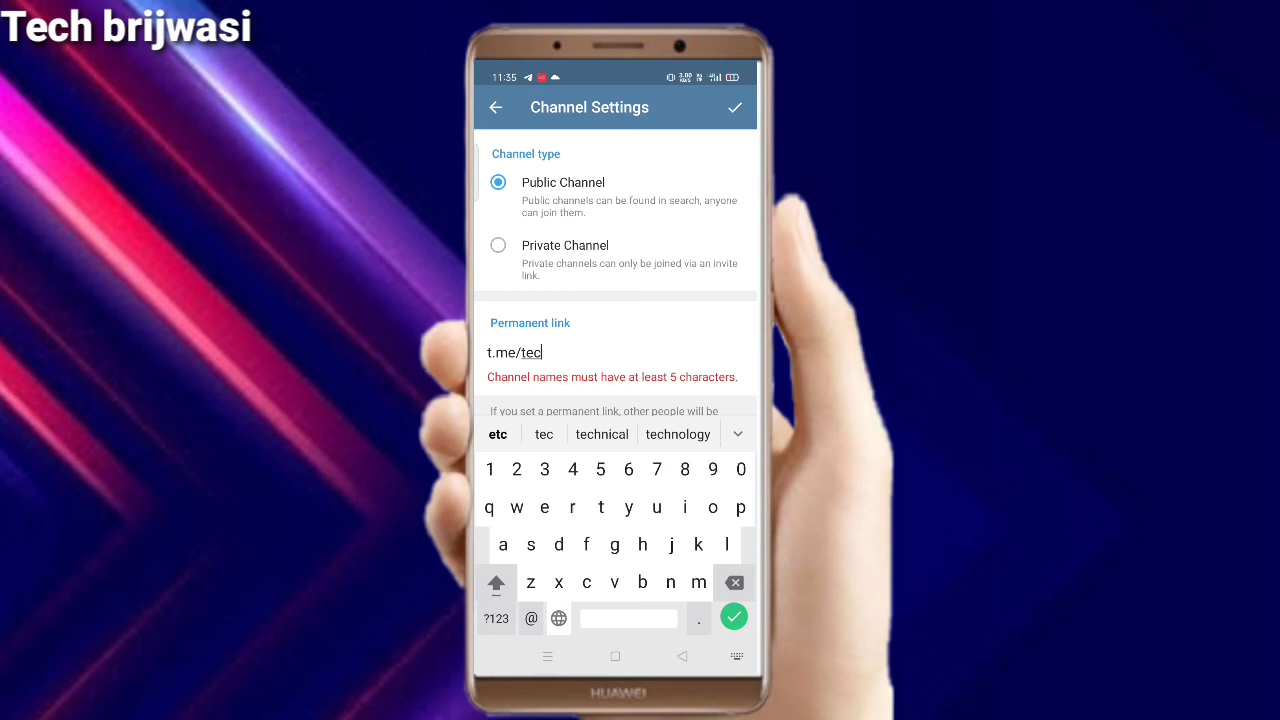 Tech brijwasi
11:35
Channel Settings
Channel type
Public Channel
Public channels can be found in search, anyone
can join them.
Private Channel
Private channels can only be joined via an invite
link.
Permanent link
t.me/tec
Channel names must have at least 5 characters.
If you set a permanent link, other people will be
etc tec technical technology
1 2 3 4 5 6 7 8 9 0
q w e r t y u i o p
a s d f g h j k l
z x c v b n m
?123 @ .
HUAWEI